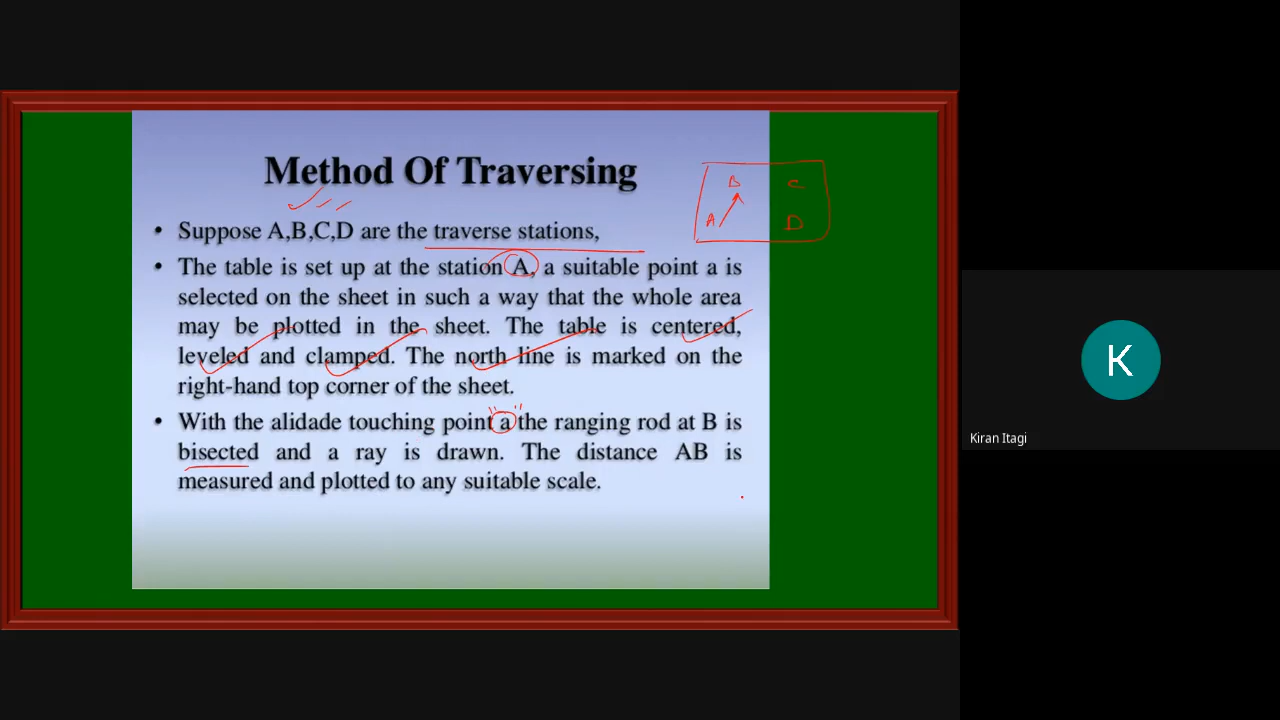 Method Of Traversing
• Suppose A,B,C,D are the traverse stations,
• The table is set up at the station A, a suitable point a is
selected on the sheet in such a way that the whole area
may be plotted in the sheet. The table is centered,
leveled and clamped. The north line is marked on the
right-hand top corner of the sheet.
• With the alidade touching point "a" the ranging rod at B is
bisected and a ray is drawn. The distance AB is
measured and plotted to any suitable scale.
B C
A D
K
Kiran Itagi